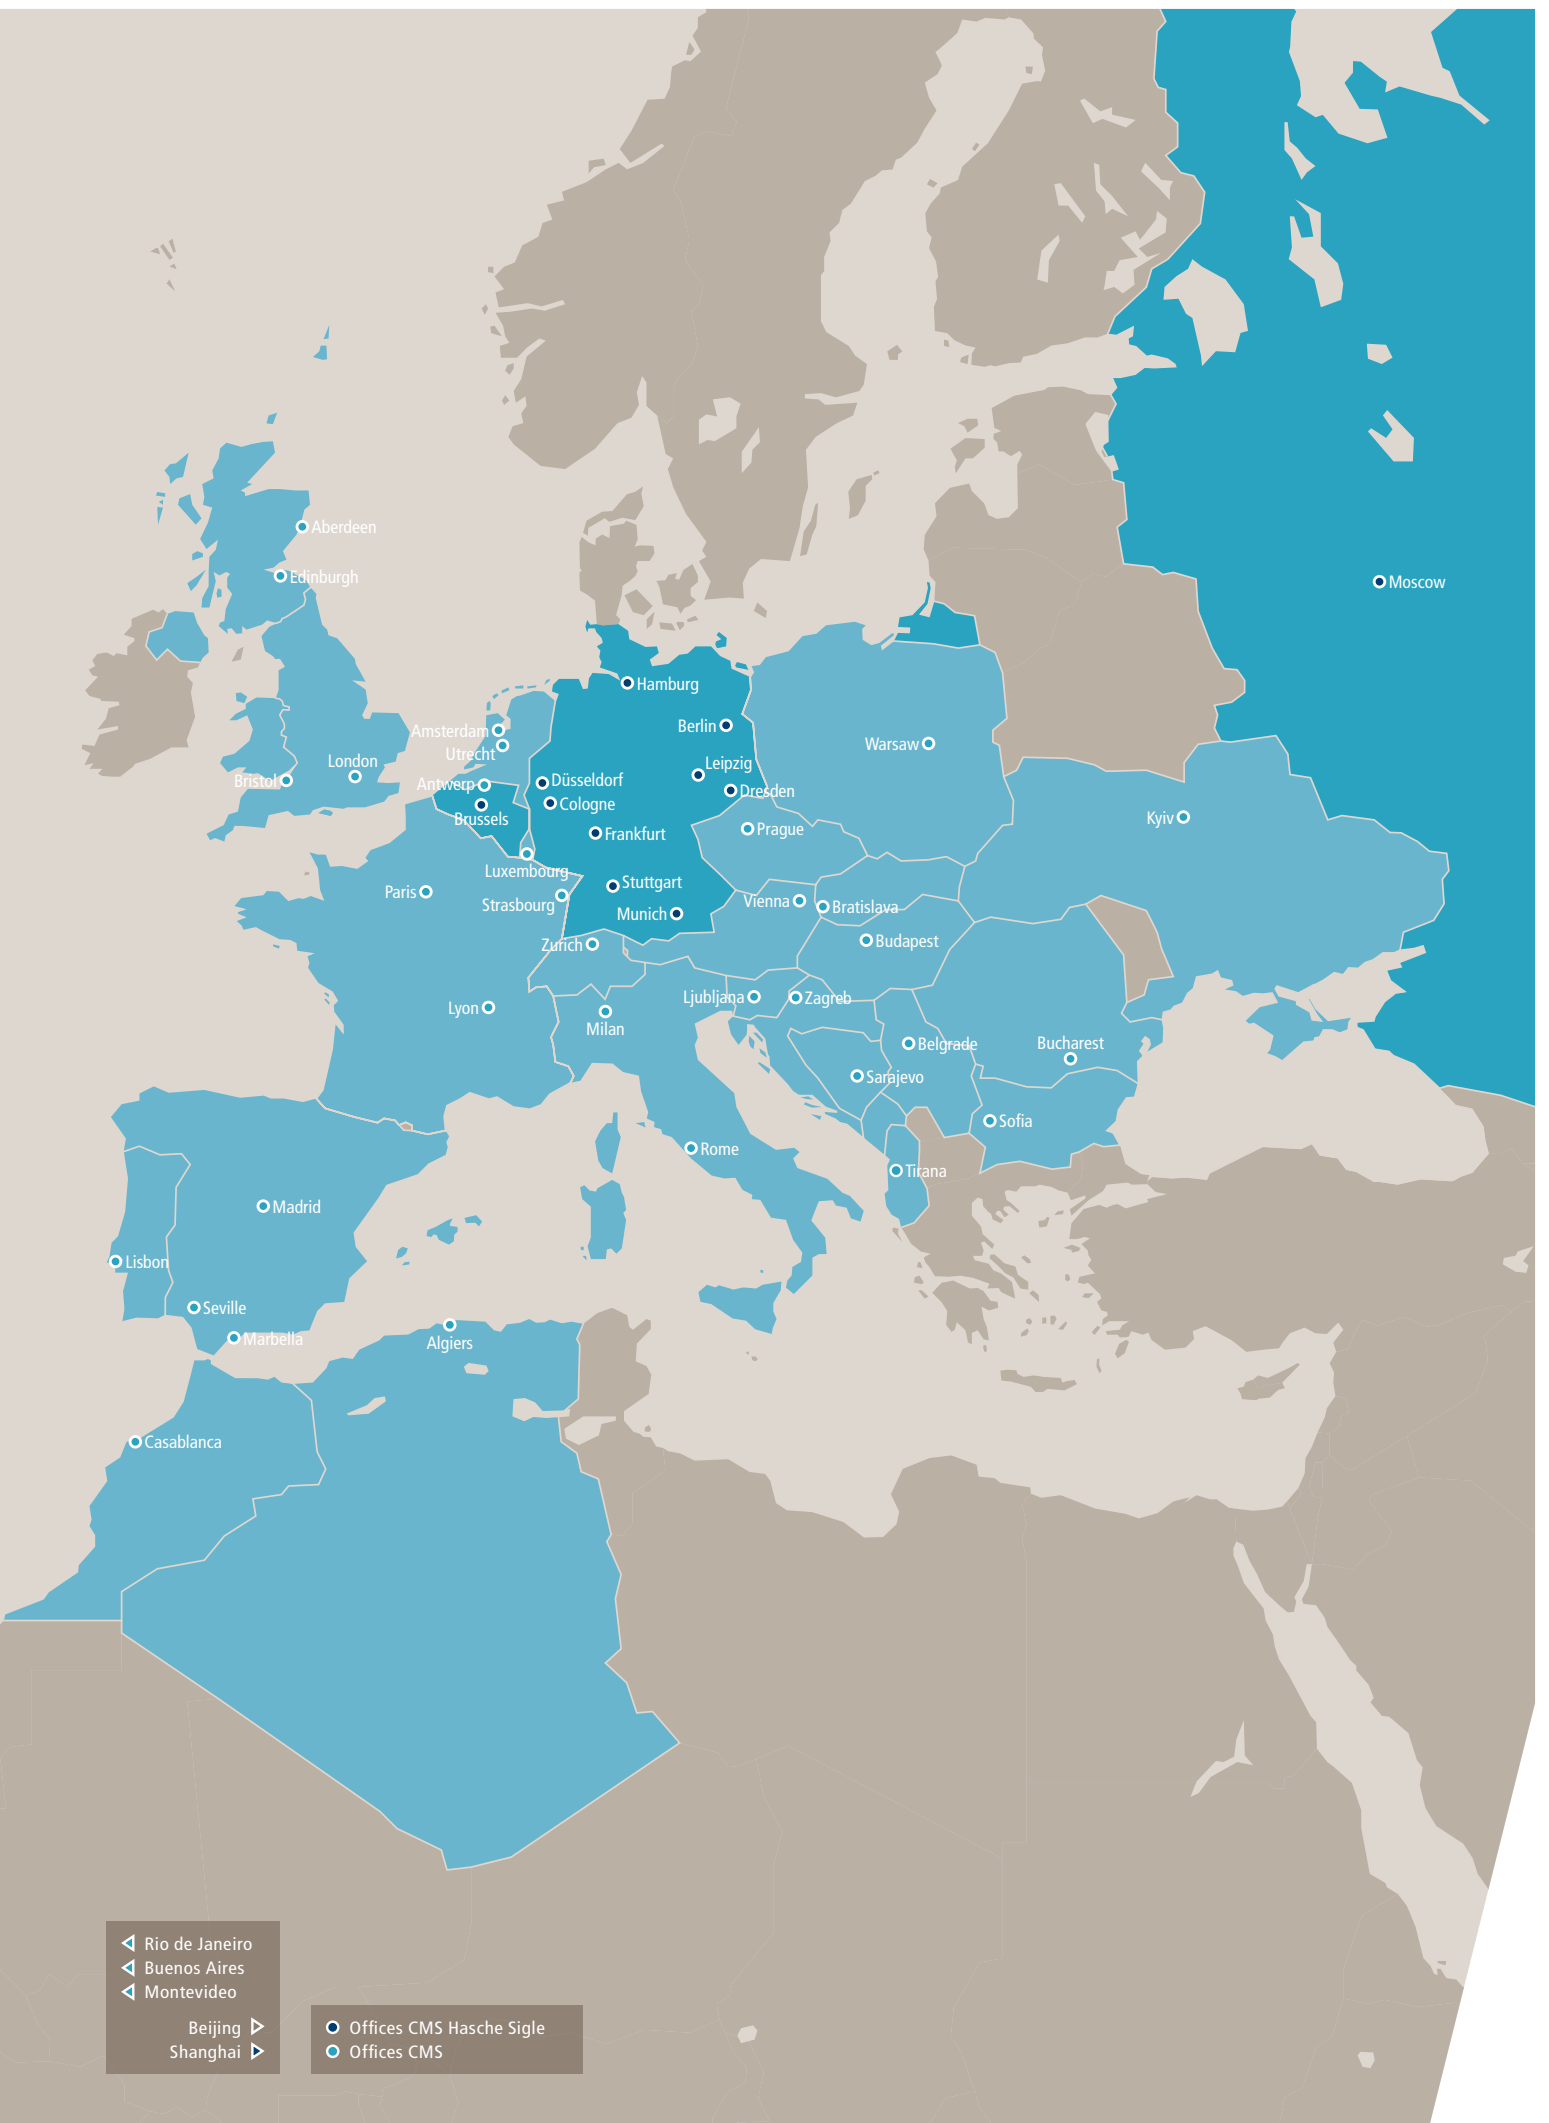 Aberdeen
Edinburgh
Moscow
Hamburg
Berlin
Amsterdam
Utrecht
Warsaw
London
Bristol
Leipzig
Antwerp
Düsseldorf
Dresden
Cologne
Brussels
Kyiv
Frankfurt
Prague
Luxembourg
Stuttgart
Paris
Strasbourg
Vienna
Bratislava
Munich
Zurich
Budapest
Ljubljana
Zagreb
Lyon
Milan
Belgrade
Bucharest
Sarajevo
Sofia
Rome
Tirana
Madrid
Lisbon
Seville
Marbella
Algiers
Casablanca
Rio de Janeiro
Buenos Aires
Montevideo
Beijing
Shanghai
Offices CMS Hasche Sigle
Offices CMS